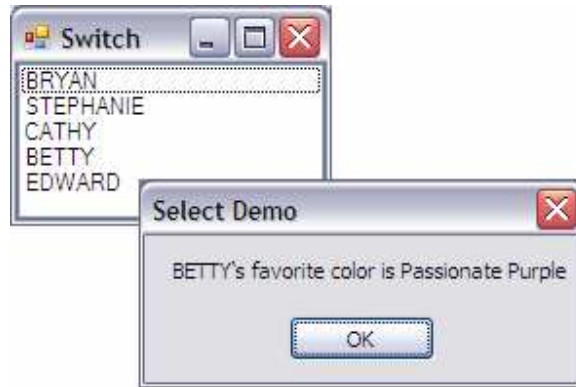 Switch
BRYAN
STEPHANIE
CATHY
BETTY
EDWARD
Select Demo
BETTY's favorite color is Passionate Purple
OK